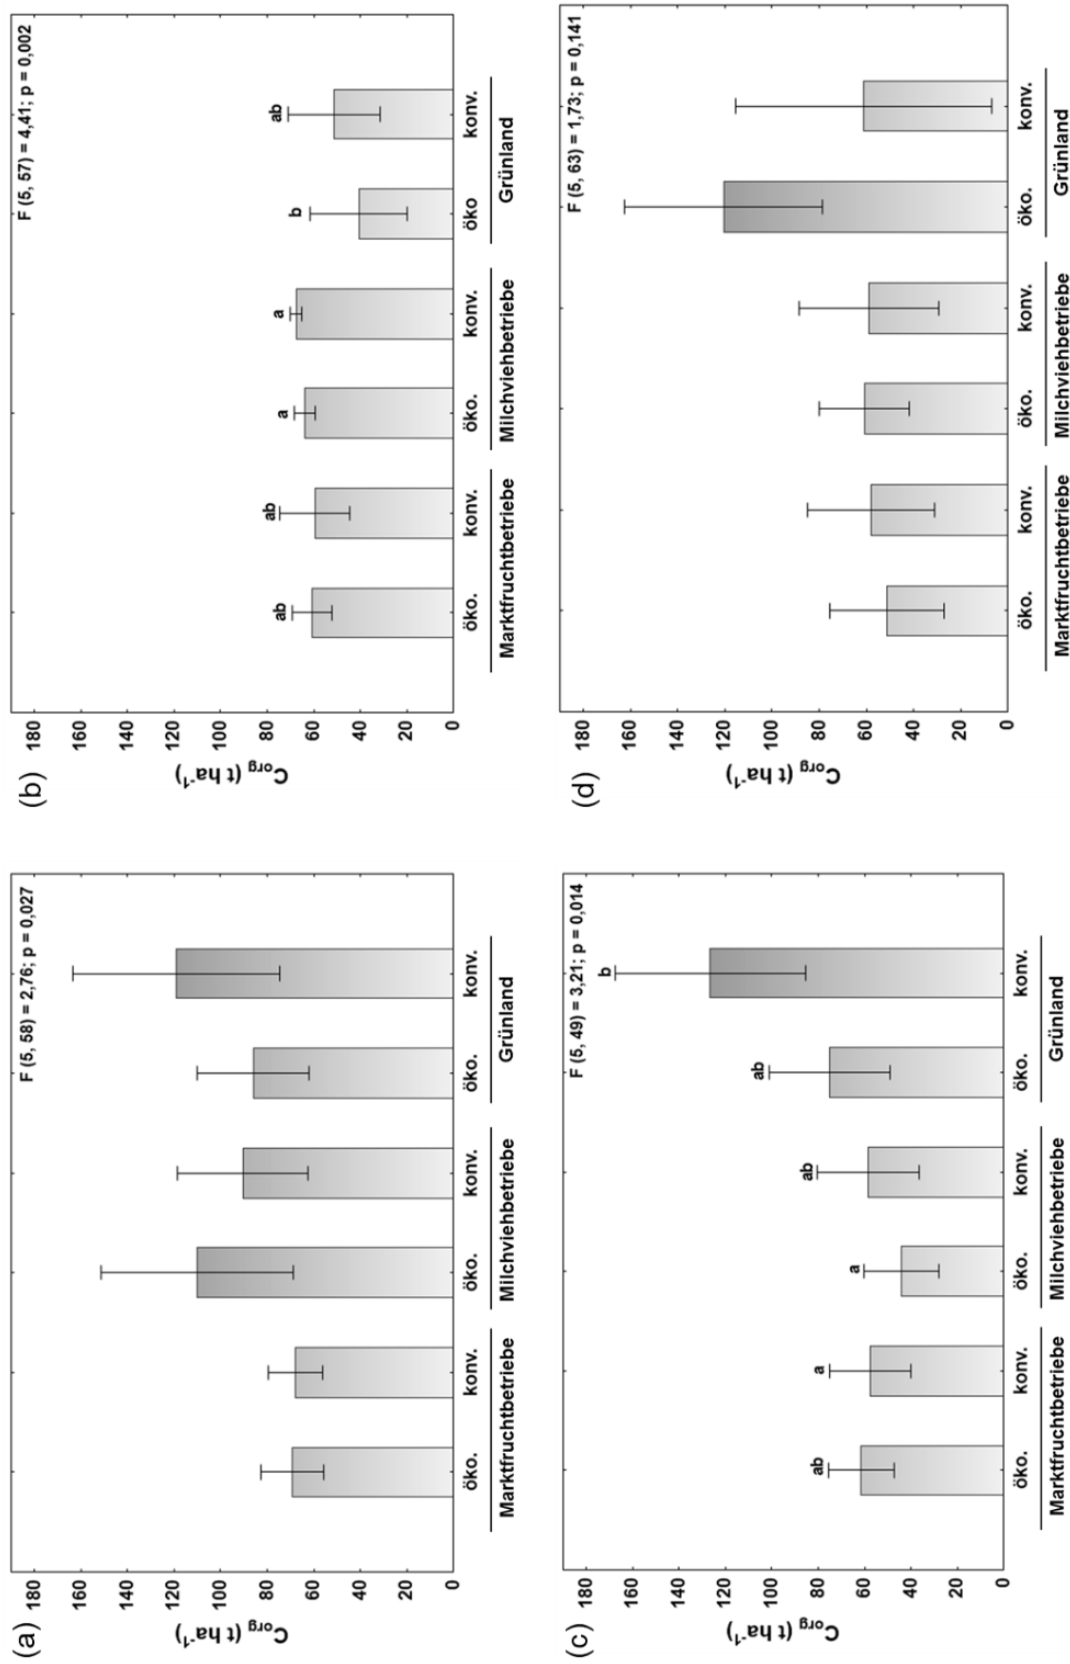 (a)
F (5, 58) = 2,76; p = 0,027
180
160
140
120
100
80
60
40
20
0
Corg (t ha-1)
öko. konv. öko. konv. öko. konv.
Marktfruchtbetriebe Milchviehbetriebe Grünland
(b)
F (5, 57) = 4,41; p = 0,002
180
160
140
120
100
80
60
40
20
0
Corg (t ha-1)
ab ab a a b ab
öko. konv. öko. konv. öko konv.
Marktfruchtbetriebe Milchviehbetriebe Grünland
(c)
F (5, 49) = 3,21; p = 0,014
180
160
140
120
100
80
60
40
20
0
Corg (t ha-1)
ab a a ab ab b
öko. konv. öko. konv. öko. konv.
Marktfruchtbetriebe Milchviehbetriebe Grünland
(d)
F (5, 63) = 1,73; p = 0,141
180
160
140
120
100
80
60
40
20
0
Corg (t ha-1)
öko. konv. öko. konv. öko. konv.
Marktfruchtbetriebe Milchviehbetriebe Grünland